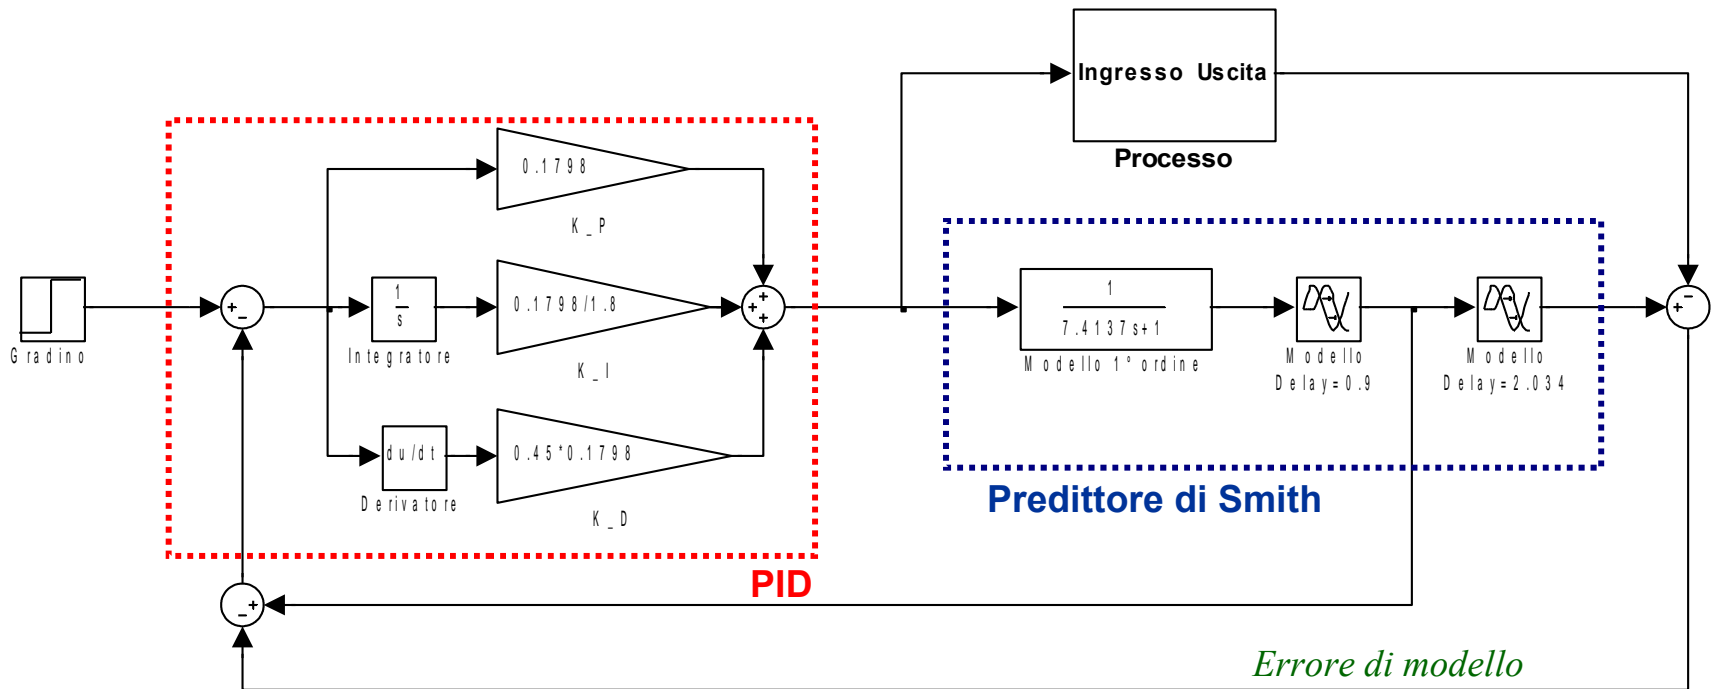 Ingresso Uscita
Processo
0.1798
K_P
Gradino
+
-
1
s
Integratore
0.1798/1.8
K_I
+
+
+
1
7.4137s+1
Modello 1° ordine
Modello
Delay=0.9
Modello
Delay=2.034
+
-
du/dt
Derivatore
0.45*0.1798
K_D
Predittore di Smith
PID
+
-
Errore di modello